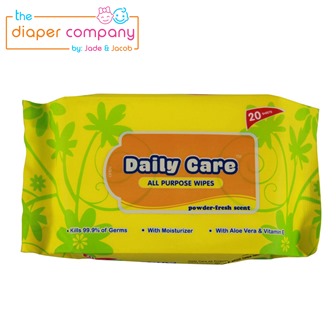 the
diaper company
by: Jade & Jacob
20
Daily Care
ALL PURPOSE WIPES
powder-fresh scent
•Kills 99.9% of Germs
• With Moisturizer
• With Aloe Vera & Vitamin E